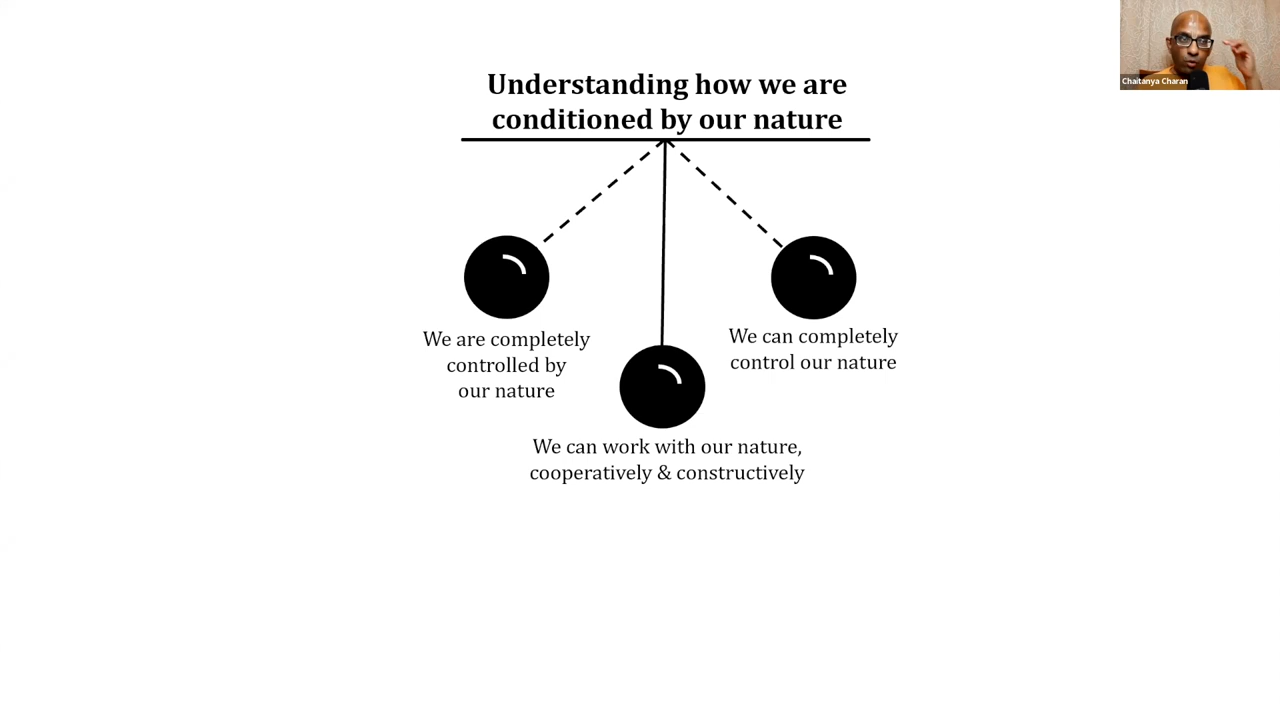 Chaitanya Charan
Understanding how we are
conditioned by our nature
We are completely
controlled by
our nature
We can completely
control our nature
We can work with our nature,
cooperatively & constructively